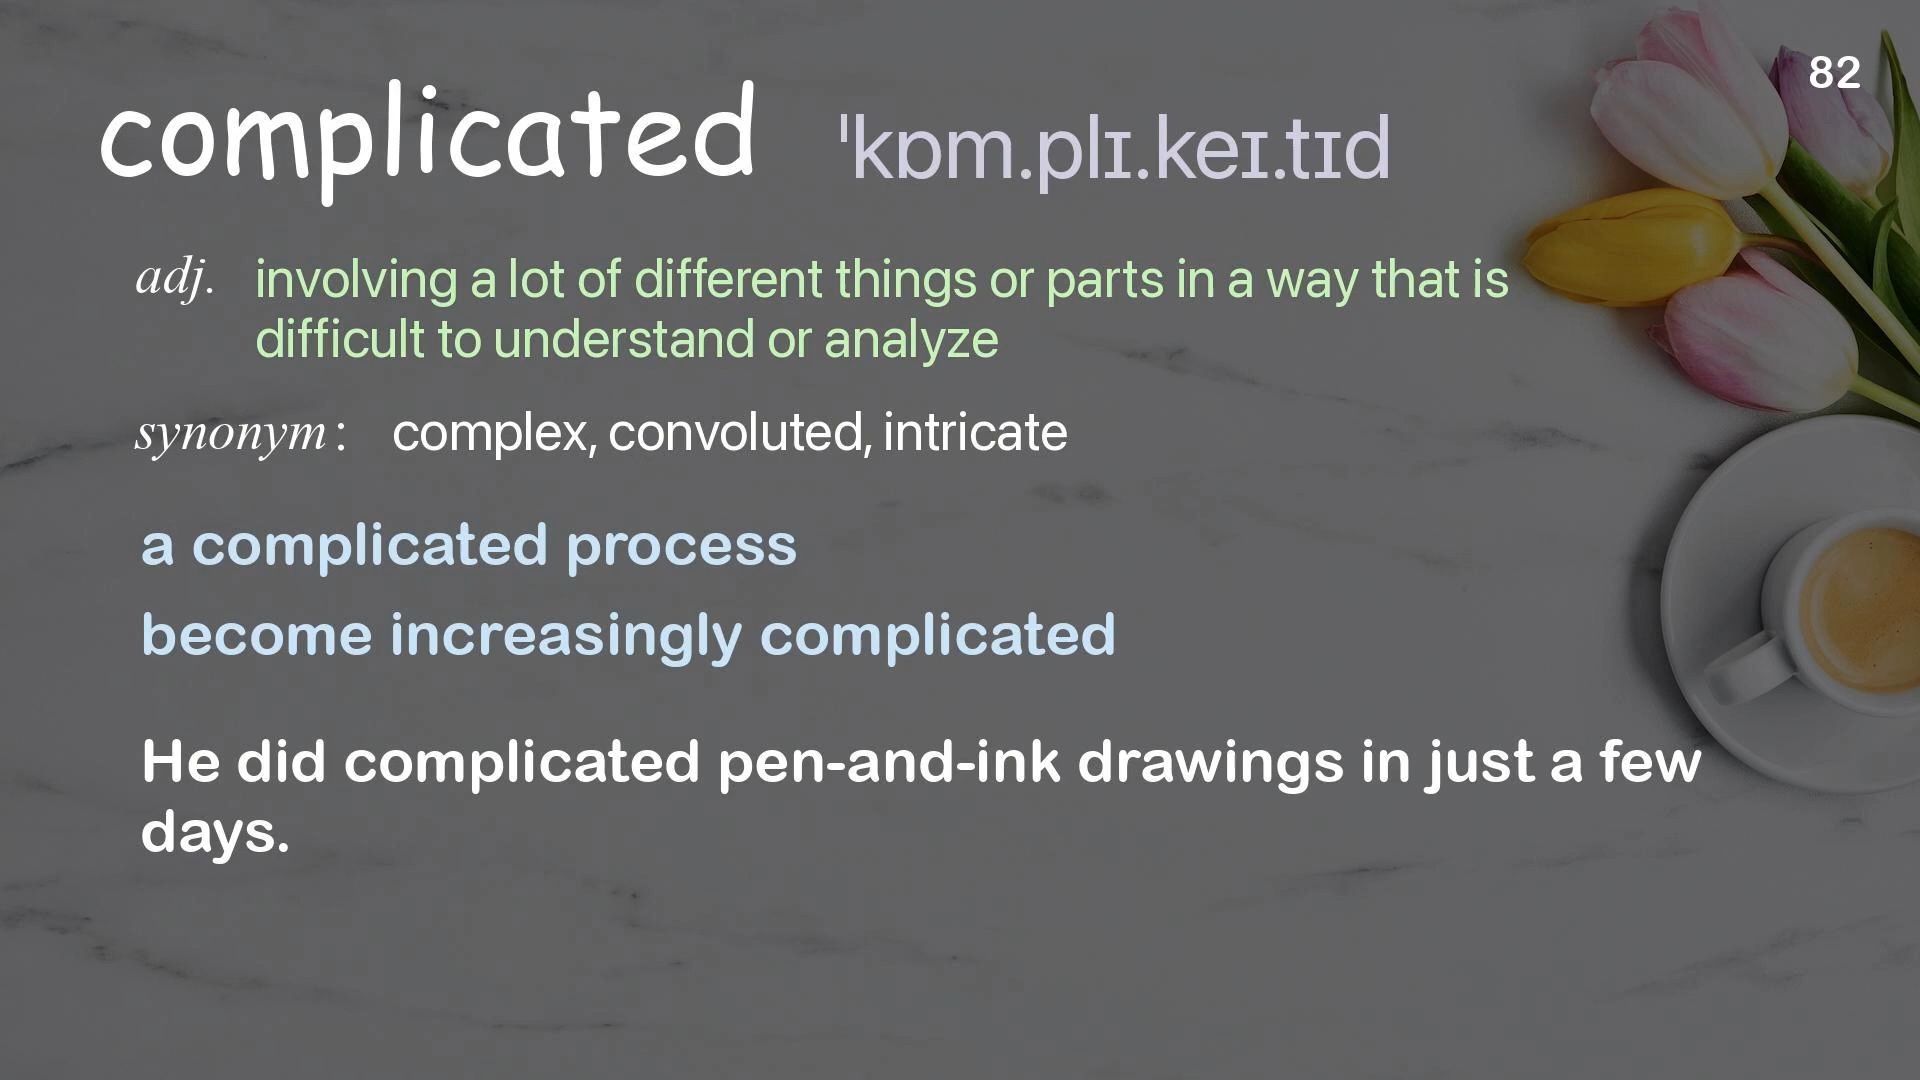 82
complicated ˈkɒm.plɪ.keɪ.tɪd
adj. involving a lot of different things or parts in a way that is
difficult to understand or analyze
synonym: complex, convoluted, intricate
a complicated process
become increasingly complicated
He did complicated pen-and-ink drawings in just a few
days.